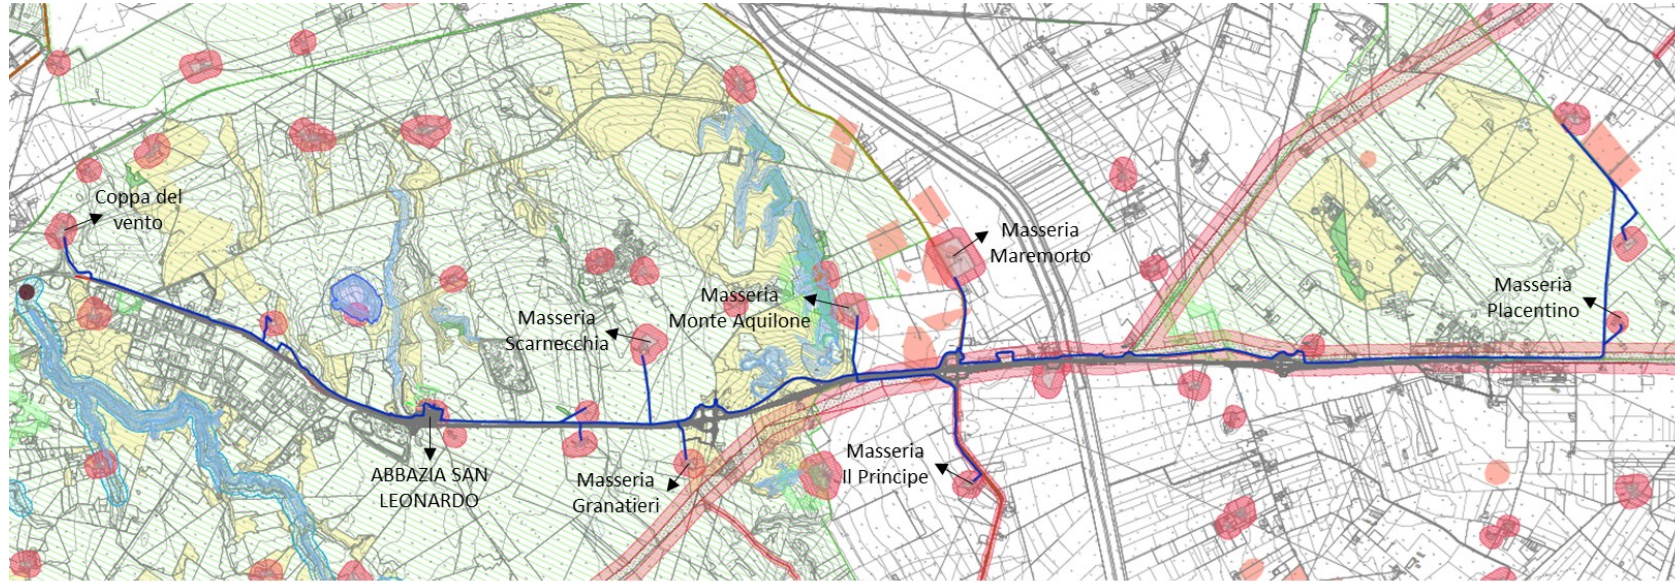 Coppa del
vento
Masseria
Maremorto
Masseria
Monte Aquilone
Masseria
Scarnecchia
Masseria
Placentino
ABBAZIA SAN
LEONARDO
Masseria
Granatieri
Masseria
Il Principe